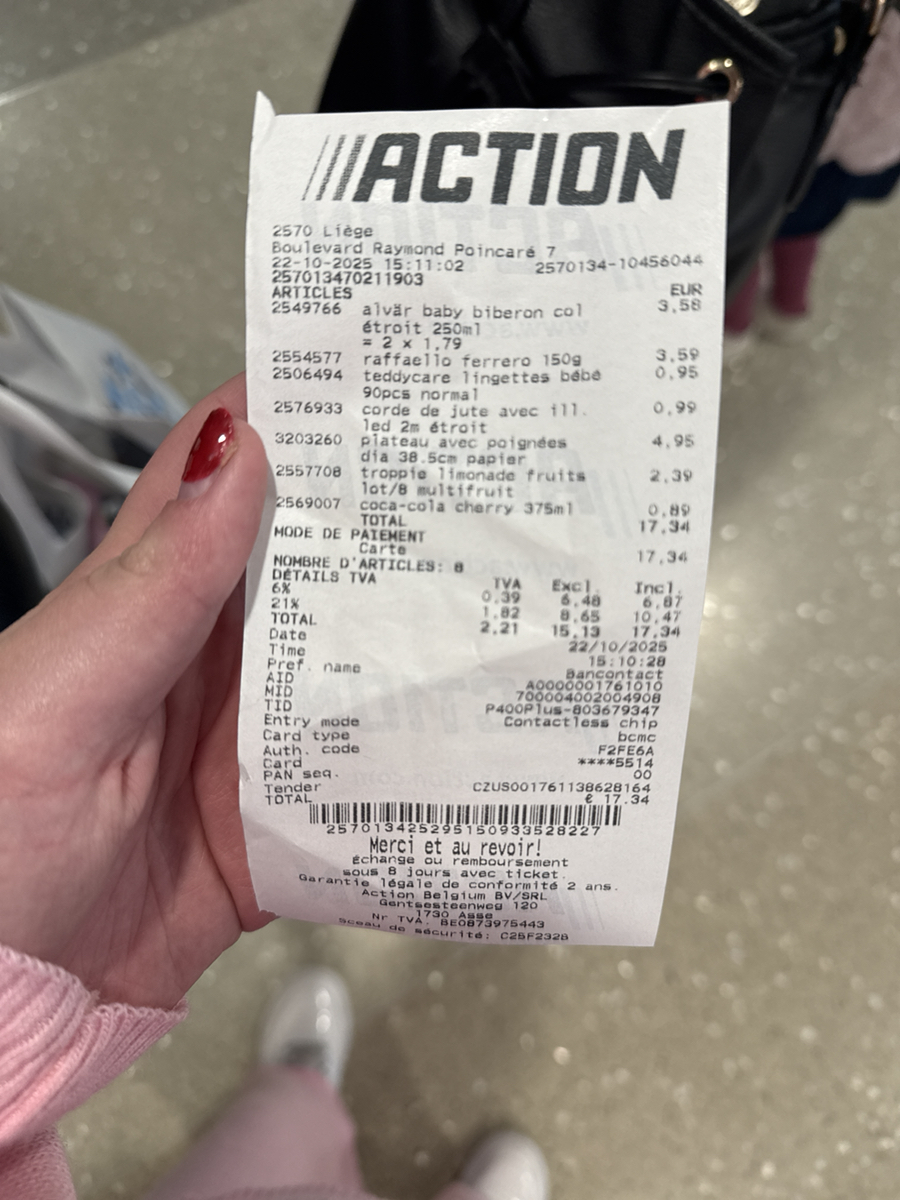 ACTION
2570 Liège
Boulevard Raymond Poincaré 7
22-10-2025 15:11:02 2570134-10456044
257013470211903
ARTICLES EUR
2549766 alvär baby biberon col 3,58
étroit 250ml
= 2 x 1,79
2554577 raffaello ferrero 150g 3,59
2506494 teddycare lingettes bébé 0,95
90pcs normal
2576933 corde de jute avec ill. 0,99
led 2m étroit
3203260 plateau avec poignées 4,95
dia 38.5cm papier
2557708 troppie limonade fruits 2,39
lot/8 multifruit
2569007 coca-cola cherry 375ml 0,89
TOTAL 17,34
MODE DE PAIEMENT
Carte 17,34
NOMBRE D'ARTICLES: 8
DÉTAILS TVA TVA Excl. Incl.
6% 0,39 6,48 6,87
21% 1,82 8,65 10,47
TOTAL 2,21 15,13 17,34
Date 22/10/2025
Time 15:10:28
Pref. name Bancontact
AID A0000001761010
MID 700004002004908
TID P400Plus-803679347
Entry mode Contactless chip
Card type bcmc
Auth. code F2FE6A
Card ****5514
PAN seq. 00
Tender CZUS001761138628164
TOTAL € 17.34
257013425295150933528227
Merci et au revoir!
Échange ou remboursement
sous 8 jours avec ticket.
Garantie légale de conformité 2 ans.
Action Belgium BV/SRL
Gentsesteenweg 120
1730 Asse
Nr TVA. BE0873975443
Sceau de sécurité: C25F2328